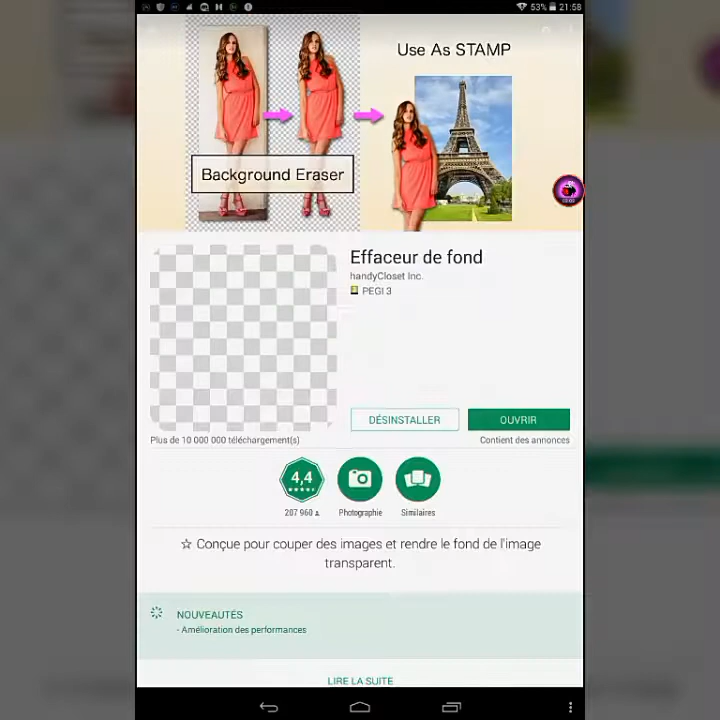 53% 21:58
Use As STAMP
Background Eraser
Effaceur de fond
handyCloset Inc.
PEGI 3
DÉSINSTALLER
OUVRIR
Plus de 10 000 000 téléchargement(s)
Contient des annonces
4,4
207 960
Photographie
Similaires
☆ Conçue pour couper des images et rendre le fond de l'image
transparent.
NOUVEAUTÉS
- Amélioration des performances
LIRE LA SUITE